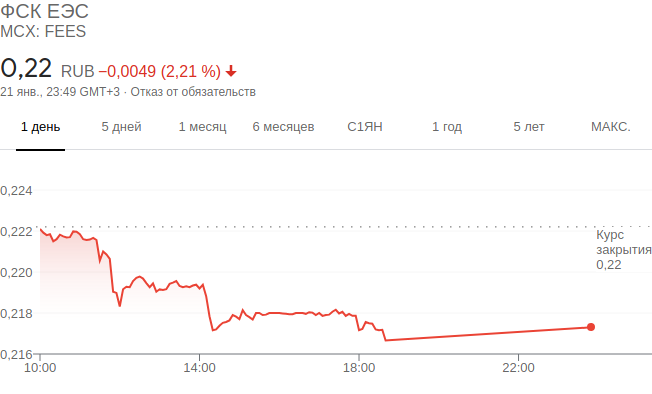 ФСК ЕЭС
MCX: FEES
0,22 RUB −0,0049 (2,21 %)
21 янв., 23:49 GMT+3 · Отказ от обязательств
1 день 5 дней 1 месяц 6 месяцев С1ЯН 1 год 5 лет МАКС.
0,224
0,222
Курс
закрытия
0,22
0,220
0,218
0,216
10:00 14:00 18:00 22:00